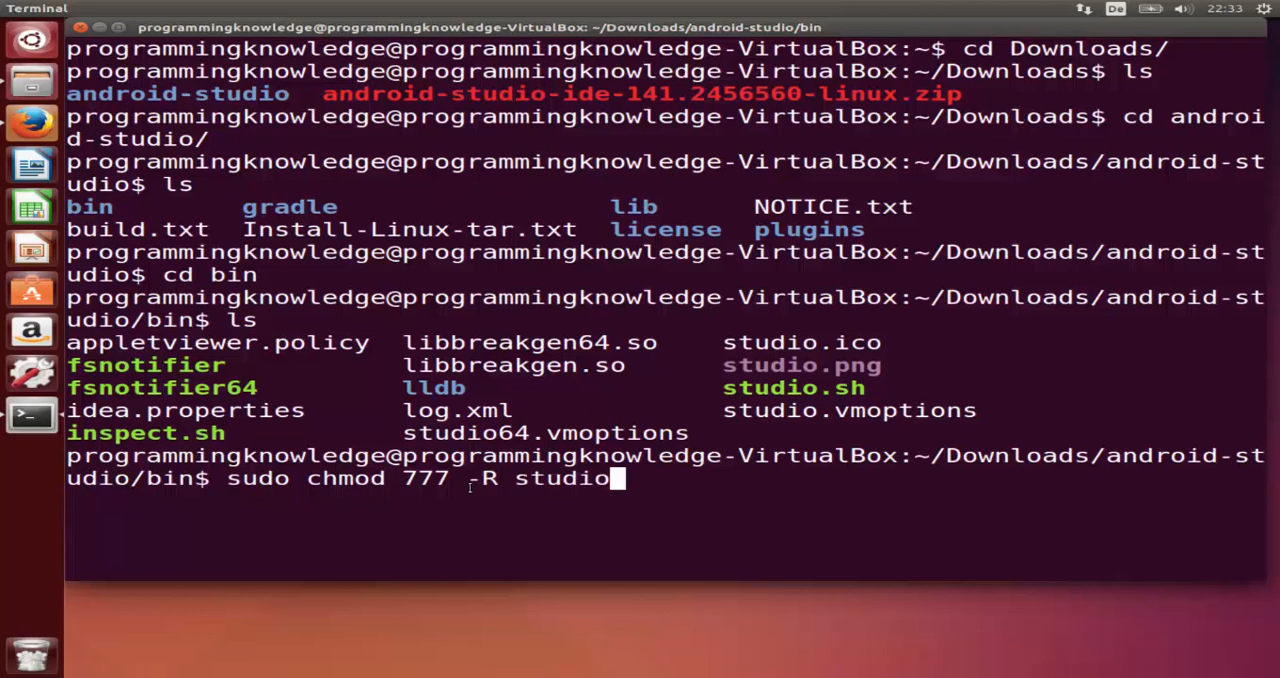 Terminal
De
22:33
programmingknowledge@programmingknowledge-VirtualBox: ~/Downloads/android-studio/bin
programmingknowledge@programmingknowledge-VirtualBox:~$ cd Downloads/
programmingknowledge@programmingknowledge-VirtualBox:~/Downloads$ ls
android-studio  android-studio-ide-141.2456560-linux.zip
programmingknowledge@programmingknowledge-VirtualBox:~/Downloads$ cd androi
d-studio/
programmingknowledge@programmingknowledge-VirtualBox:~/Downloads/android-st
udio$ ls
bin        gradle                 lib      NOTICE.txt
build.txt  Install-Linux-tar.txt  license  plugins
programmingknowledge@programmingknowledge-VirtualBox:~/Downloads/android-st
udio$ cd bin
programmingknowledge@programmingknowledge-VirtualBox:~/Downloads/android-st
udio/bin$ ls
appletviewer.policy  libbreakgen64.so    studio.ico
fsnotifier           libbreakgen.so      studio.png
fsnotifier64         lldb                studio.sh
idea.properties      log.xml             studio.vmoptions
inspect.sh           studio64.vmoptions
programmingknowledge@programmingknowledge-VirtualBox:~/Downloads/android-st
udio/bin$ sudo chmod 777 -R studio